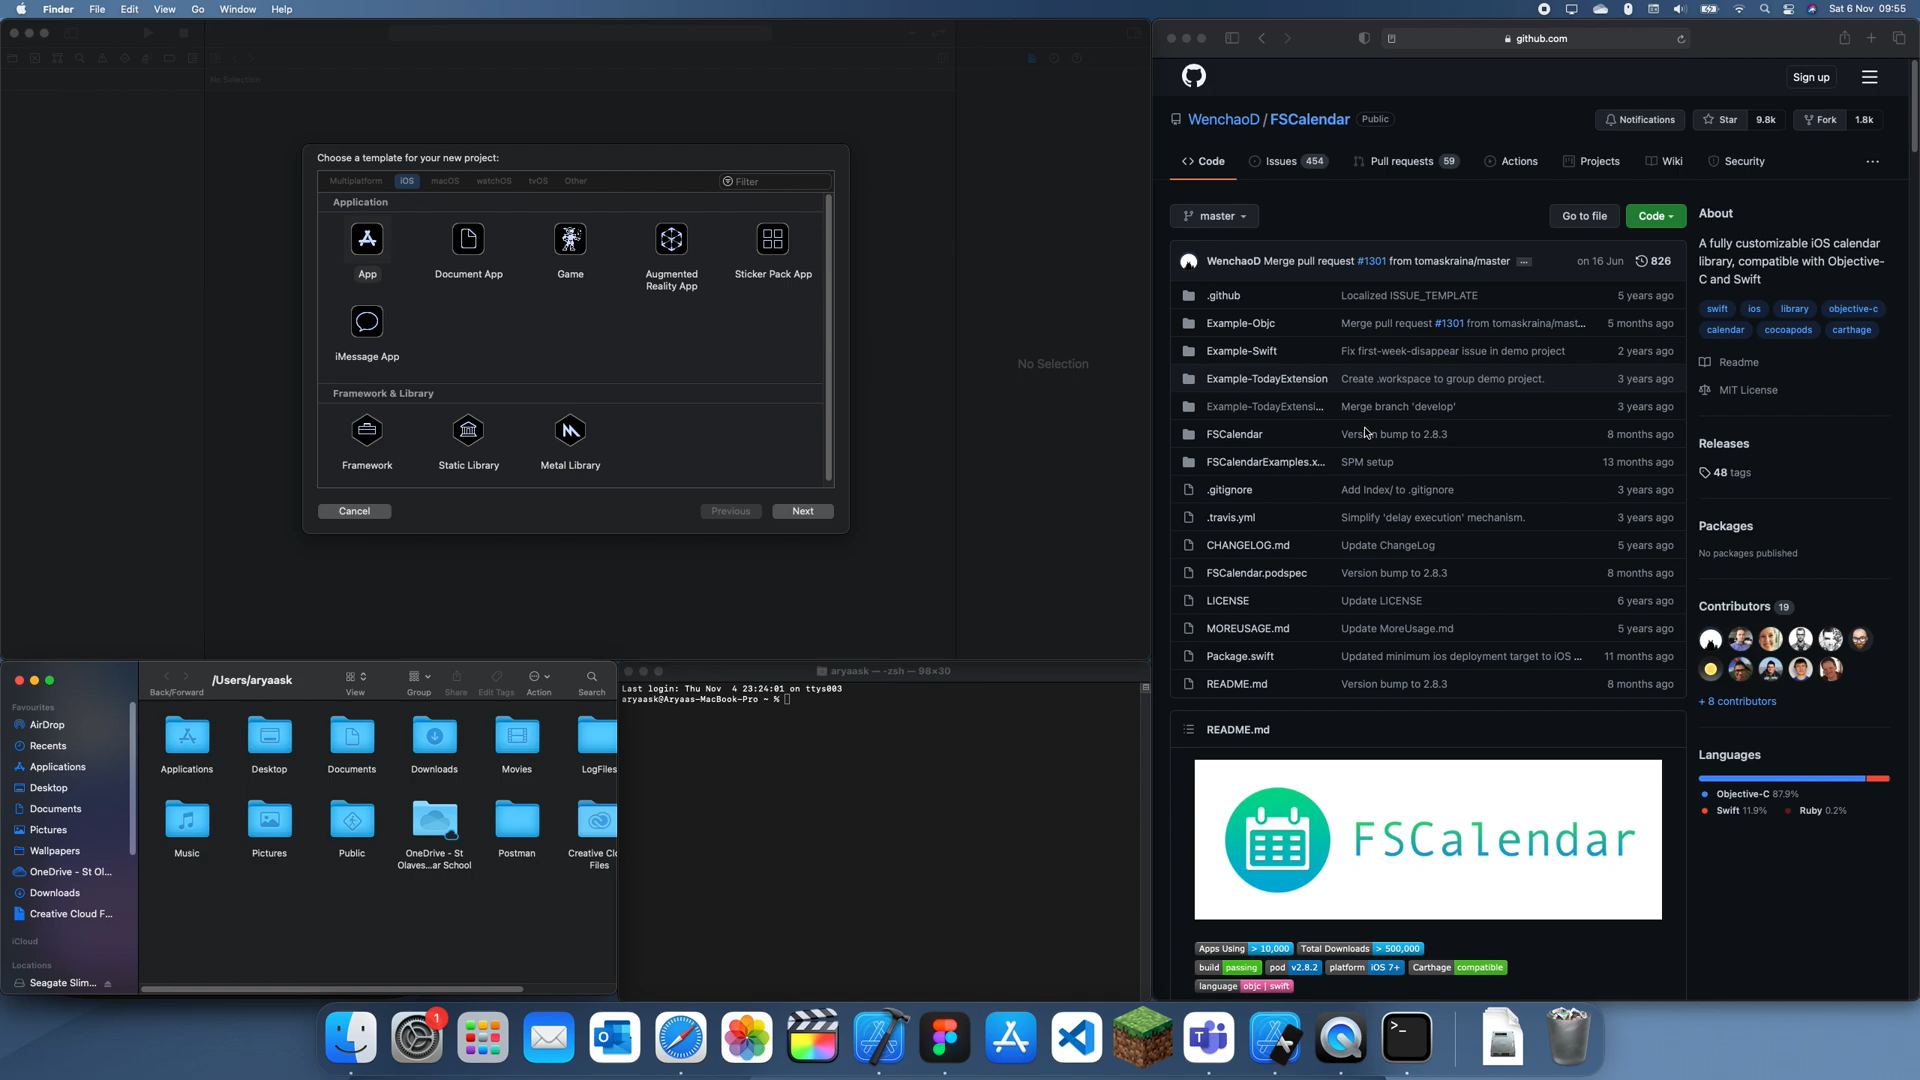 Finder File Edit View Go Window Help
Sat 6 Nov 09:55
No Selection
Choose a template for your new project:
Multiplatform iOS macOS watchOS tvOS Other
Filter
Application
App
Document App
Game
Augmented
Reality App
Sticker Pack App
iMessage App
Framework & Library
Framework
Static Library
Metal Library
Cancel
Previous
Next
No Selection
github.com
Sign up
WenchaoD / FSCalendar Public
Notifications
Star 9.8k
Fork 1.8k
Code
Issues 454
Pull requests 59
Actions
Projects
Wiki
Security
master
Go to file
Code
WenchaoD Merge pull request #1301 from tomaskraina/master ... on 16 Jun 826
.github Localized ISSUE_TEMPLATE 5 years ago
Example-Objc Merge pull request #1301 from tomaskraina/mast... 5 months ago
Example-Swift Fix first-week-disappear issue in demo project 2 years ago
Example-TodayExtension Create .workspace to group demo project. 3 years ago
Example-TodayExtensi... Merge branch 'develop' 3 years ago
FSCalendar Version bump to 2.8.3 8 months ago
FSCalendarExamples.x... SPM setup 13 months ago
.gitignore Add Index/ to .gitignore 3 years ago
.travis.yml Simplify 'delay execution' mechanism. 3 years ago
CHANGELOG.md Update ChangeLog 5 years ago
FSCalendar.podspec Version bump to 2.8.3 8 months ago
LICENSE Update LICENSE 6 years ago
MOREUSAGE.md Update MoreUsage.md 5 years ago
Package.swift Updated minimum ios deployment target to iOS ... 11 months ago
README.md Version bump to 2.8.3 8 months ago
README.md
FSCalendar
Apps Using > 10,000 Total Downloads > 500,000
build passing pod v2.8.2 platform iOS 7+ Carthage compatible
language objc | swift
About
A fully customizable iOS calendar
library, compatible with Objective-
C and Swift
swift ios library objective-c
calendar cocoapods carthage
Readme
MIT License
Releases
48 tags
Packages
No packages published
Contributors 19
+ 8 contributors
Languages
Objective-C 87.9%
Swift 11.9% Ruby 0.2%
/Users/aryaask
Back/Forward
View
Group
Share
Edit Tags
Action
Search
Favourites
AirDrop
Recents
Applications
Desktop
Documents
Pictures
Wallpapers
OneDrive - St Ol...
Downloads
Creative Cloud F...
iCloud
Locations
Seagate Slim...
Applications
Desktop
Documents
Downloads
Movies
LogFiles
Music
Pictures
Public
OneDrive - St
Olaves...ar School
Postman
Creative Clo
Files
aryaask — -zsh — 98×30
Last login: Thu Nov 4 23:24:01 on ttys003
aryaask@Aryaas-MacBook-Pro ~ %
1